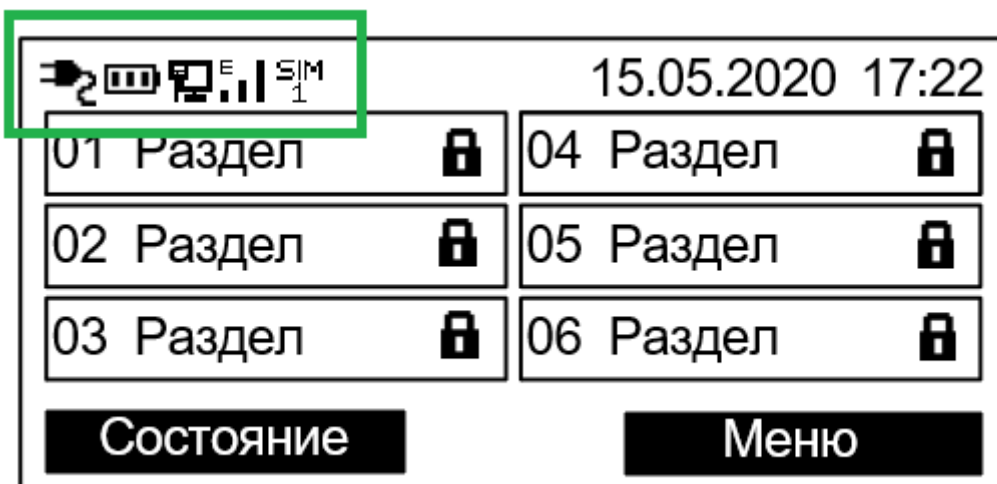 E SIM 1 15.05.2020 17:22
01 Раздел 04 Раздел
02 Раздел 05 Раздел
03 Раздел 06 Раздел
Состояние Меню